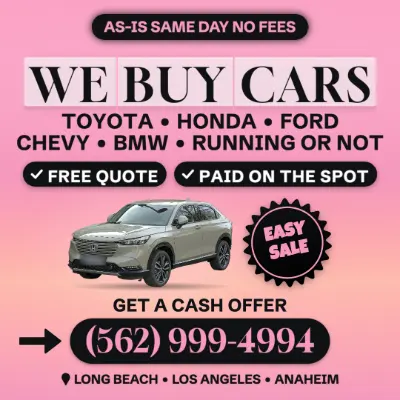 AS-IS SAME DAY NO FEES
WE BUY CARS
TOYOTA • HONDA • FORD
CHEVY • BMW • RUNNING OR NOT
✓ FREE QUOTE ✓ PAID ON THE SPOT
EASY
SALE
GET A CASH OFFER
(562) 999-4994
LONG BEACH • LOS ANGELES • ANAHEIM